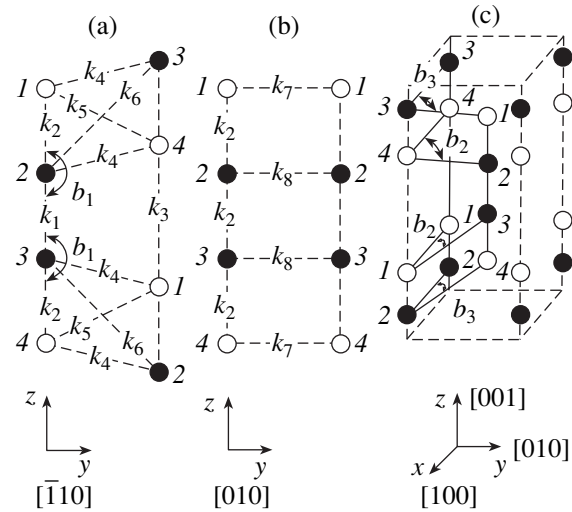 (a) (b) (c)
3 3
1 k4 k6 1 k7 1 b3 4
k5 3 1
k2 k2 b2
k4 4 4
2 2 k8 2 2
b1
k1 k3 k2 1 3
b1 b2
3 k4 1 3 k8 3 1 2 4
k5
k2 k6 k2 2 b3
4 k4 2 4 k7 4
z z z [001]
y y x y [010]
[1̄10] [010] [100]